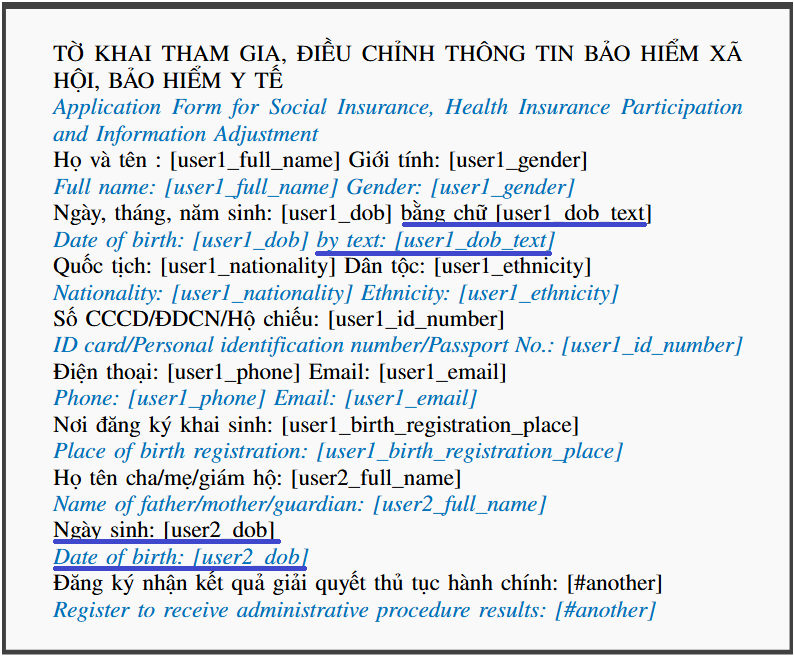 TỜ KHAI THAM GIA, ĐIỀU CHỈNH THÔNG TIN BẢO HIỂM XÃ
HỘI, BẢO HIỂM Y TẾ
Application Form for Social Insurance, Health Insurance Participation
and Information Adjustment
Họ và tên : [user1_full_name] Giới tính: [user1_gender]
Full name: [user1_full_name] Gender: [user1_gender]
Ngày, tháng, năm sinh: [user1_dob] bằng chữ [user1_dob_text]
Date of birth: [user1_dob] by text: [user1_dob_text]
Quốc tịch: [user1_nationality] Dân tộc: [user1_ethnicity]
Nationality: [user1_nationality] Ethnicity: [user1_ethnicity]
Số CCCD/ĐDCN/Hộ chiếu: [user1_id_number]
ID card/Personal identification number/Passport No.: [user1_id_number]
Điện thoại: [user1_phone] Email: [user1_email]
Phone: [user1_phone] Email: [user1_email]
Nơi đăng ký khai sinh: [user1_birth_registration_place]
Place of birth registration: [user1_birth_registration_place]
Họ tên cha/mẹ/giám hộ: [user2_full_name]
Name of father/mother/guardian: [user2_full_name]
Ngày sinh: [user2_dob]
Date of birth: [user2_dob]
Đăng ký nhận kết quả giải quyết thủ tục hành chính: [#another]
Register to receive administrative procedure results: [#another]